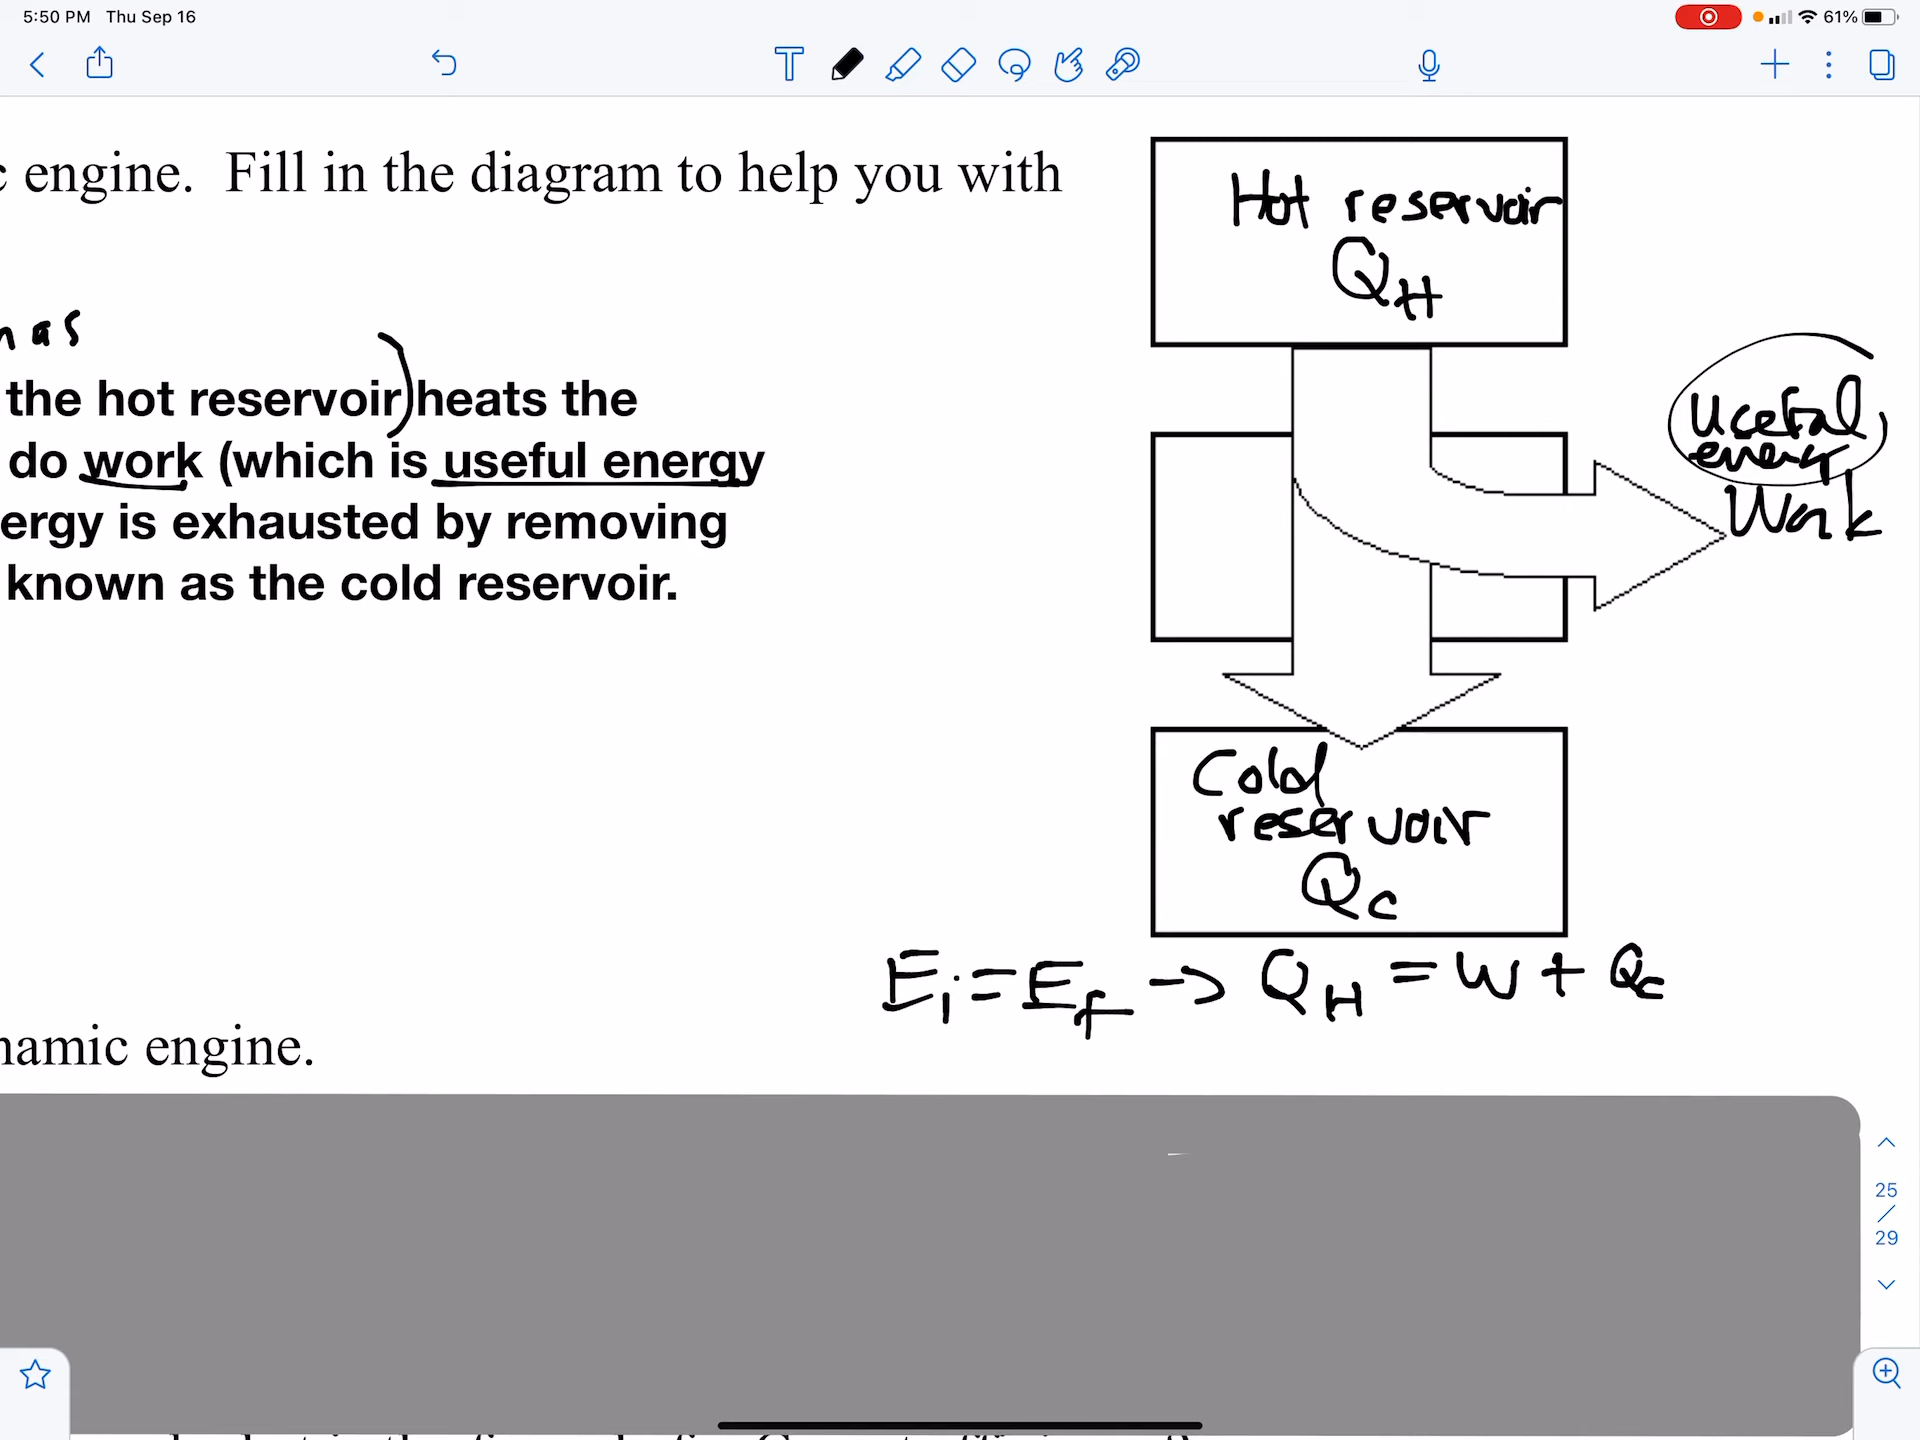 5:50 PM Thu Sep 16
61%
T
engine. Fill in the diagram to help you with
as
the hot reservoir) heats the
do work (which is useful energy
ergy is exhausted by removing
known as the cold reservoir.
namic engine.
Hot reservoir
QH
Useful
energy
Work
Cold
reservoir
Qc
Ei = Ef → QH = W + Qc
25
/
29